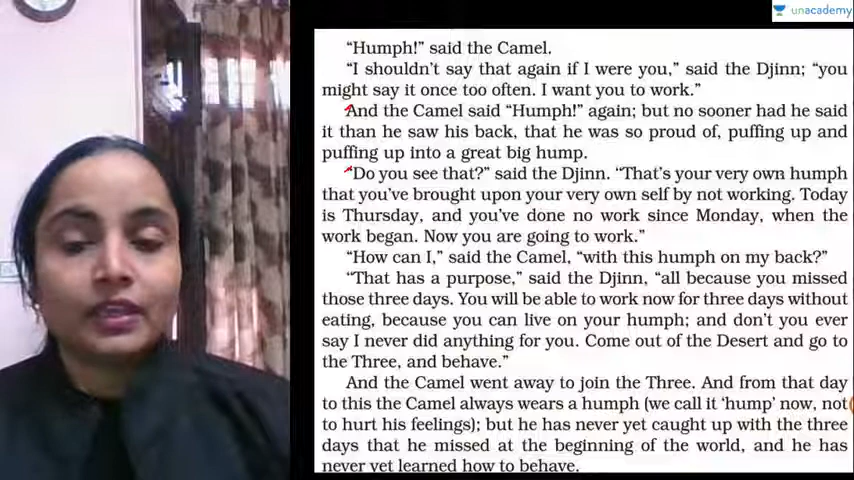 unacademy
“Humph!” said the Camel.
“I shouldn’t say that again if I were you,” said the Djinn; “you
might say it once too often. I want you to work.”
And the Camel said “Humph!” again; but no sooner had he said
it than he saw his back, that he was so proud of, puffing up and
puffing up into a great big hump.
“Do you see that?” said the Djinn. “That’s your very own humph
that you’ve brought upon your very own self by not working. Today
is Thursday, and you’ve done no work since Monday, when the
work began. Now you are going to work.”
“How can I,” said the Camel, “with this humph on my back?”
“That has a purpose,” said the Djinn, “all because you missed
those three days. You will be able to work now for three days without
eating, because you can live on your humph; and don’t you ever
say I never did anything for you. Come out of the Desert and go to
the Three, and behave.”
And the Camel went away to join the Three. And from that day
to this the Camel always wears a humph (we call it ‘hump’ now, not
to hurt his feelings); but he has never yet caught up with the three
days that he missed at the beginning of the world, and he has
never yet learned how to behave.